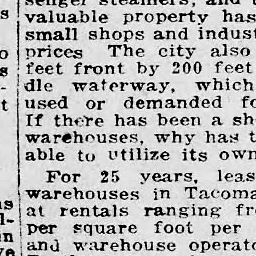 senger steamers, and t
valuable property has
small shops and indust
prices The city also
feet front by 200 feet
dle waterway, which
used or demanded fo
If there has been a sh
warehouses, why has t
able to utilize its own
For 25 years, leas
warehouses in Tacoma
at rentals ranging fr
per square foot per
and warehouse operato